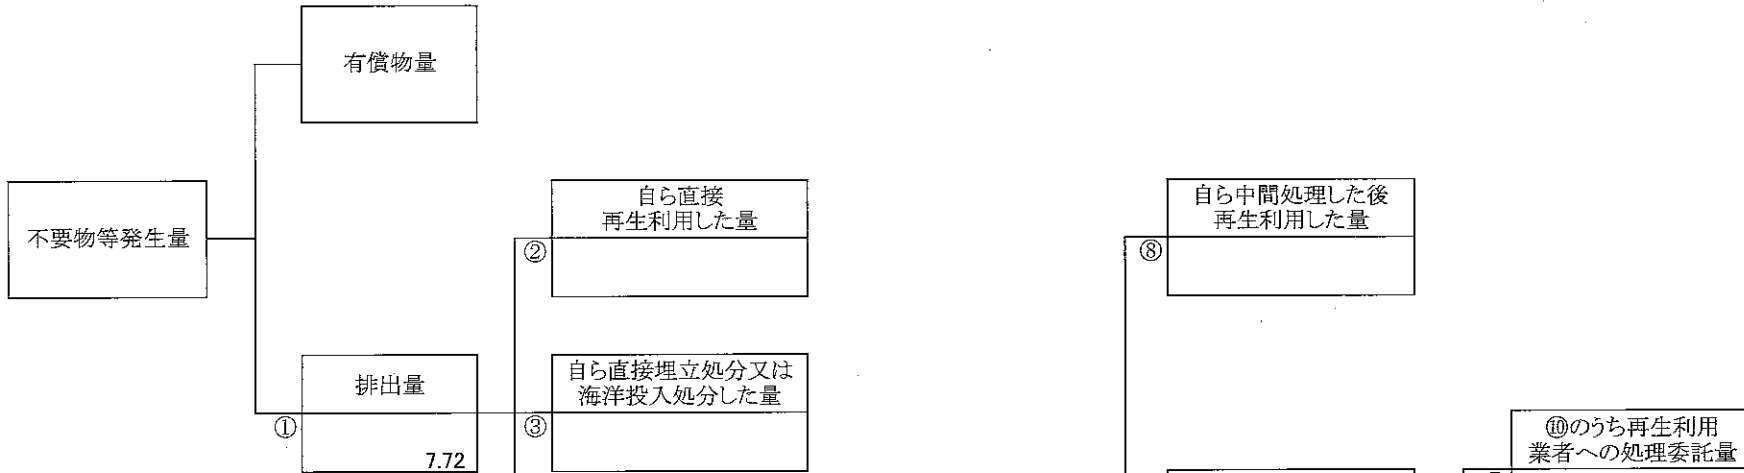 有償物量
不要物等発生量
自ら直接
再生利用した量
②
自ら中間処理した後
再生利用した量
⑧
排出量
①
7.72
自ら直接埋立処分又は
海洋投入処分した量
③
⑩のうち再生利用
業者への処理委託量